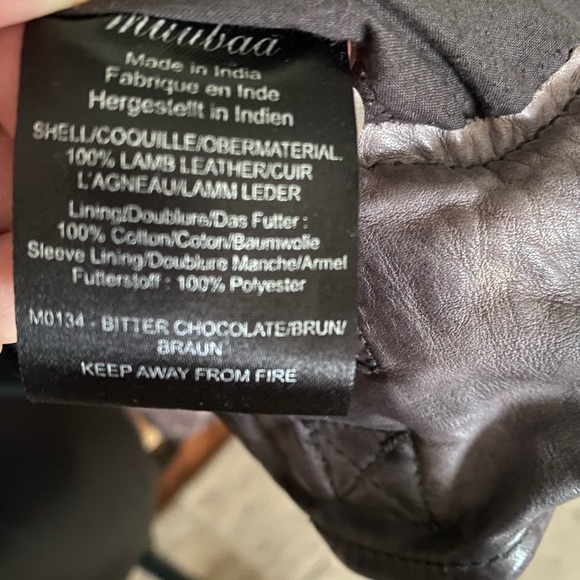 muubaa
Made in India
Fabrique en Inde
Hergestellt in Indien
SHELL/COQUILLE/OBERMATERIAL
100% LAMB LEATHER/CUIR
L'AGNEAU/LAMM LEDER
Lining/Doublure/Das Futter :
100% Cotton/Coton/Baumwolle
Sleeve Lining/Doublure Manche/Armel
Futterstoff : 100% Polyester
M0134 - BITTER CHOCOLATE/BRUN/
BRAUN
KEEP AWAY FROM FIRE